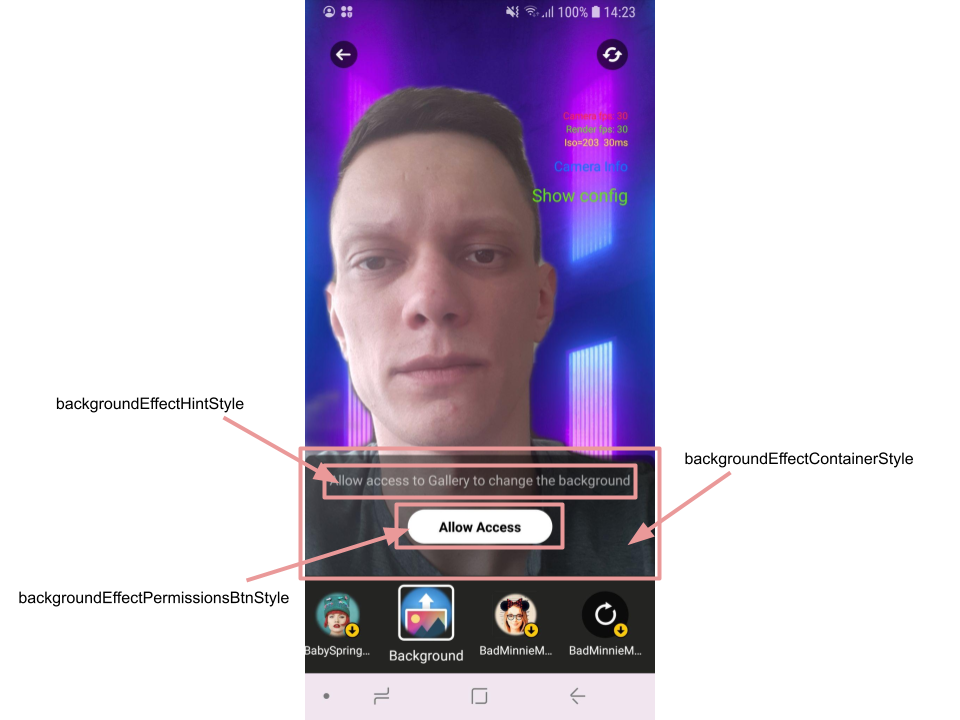 100% 14:23
Camera fps: 30
Render fps: 30
Iso=203 30ms
Camera Info
Show config
backgroundEffectHintStyle
backgroundEffectContainerStyle
Allow access to Gallery to change the background
Allow Access
backgroundEffectPermissionsBtnStyle
BabySpring...
Background
BadMinnieM...
BadMinnieM...